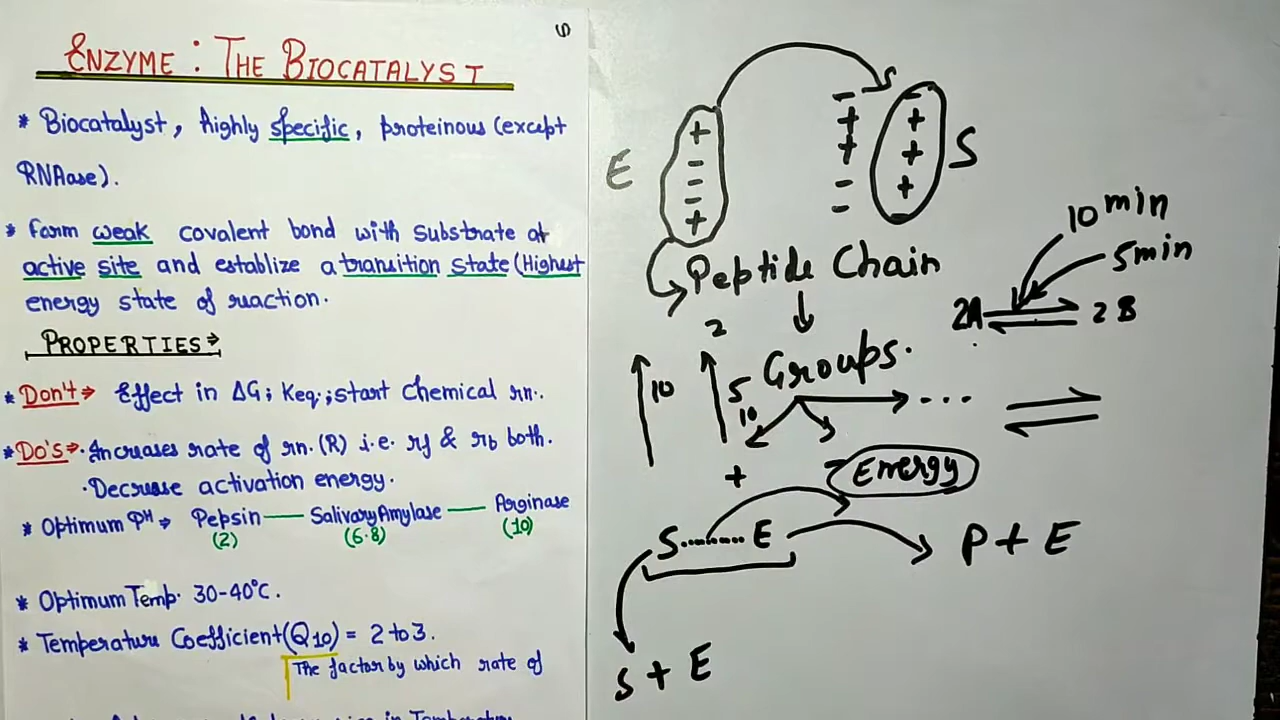 ENZYME : THE BIOCATALYST
* Biocatalyst, highly specific, proteinous (except
RNAase).
* Form weak covalent bond with substrate at
active site and establize a transition state (Highest
energy state of reaction.
PROPERTIES→
* Don't → Effect in ΔG; Keq.; start chemical rn..
* Do's → · Increases rate of rn. (R) i.e. rf & rb both.
· Decrease activation energy.
* Optimum PH ⇒ Pepsin — Salivary Amylase — Arginase
(2) (6.8) (10)
* Optimum Temp. 30-40°C.
* Temperature Coefficient (Q10) = 2 to 3.
The factor by which rate of
E + - - - +
- + + - -
- + + + S
Peptide Chain
Groups. ...
10 min
5 min
2A ⇌ 2B
⇌
10
2
5
10
+ - Energy
S........E → P + E
S + E